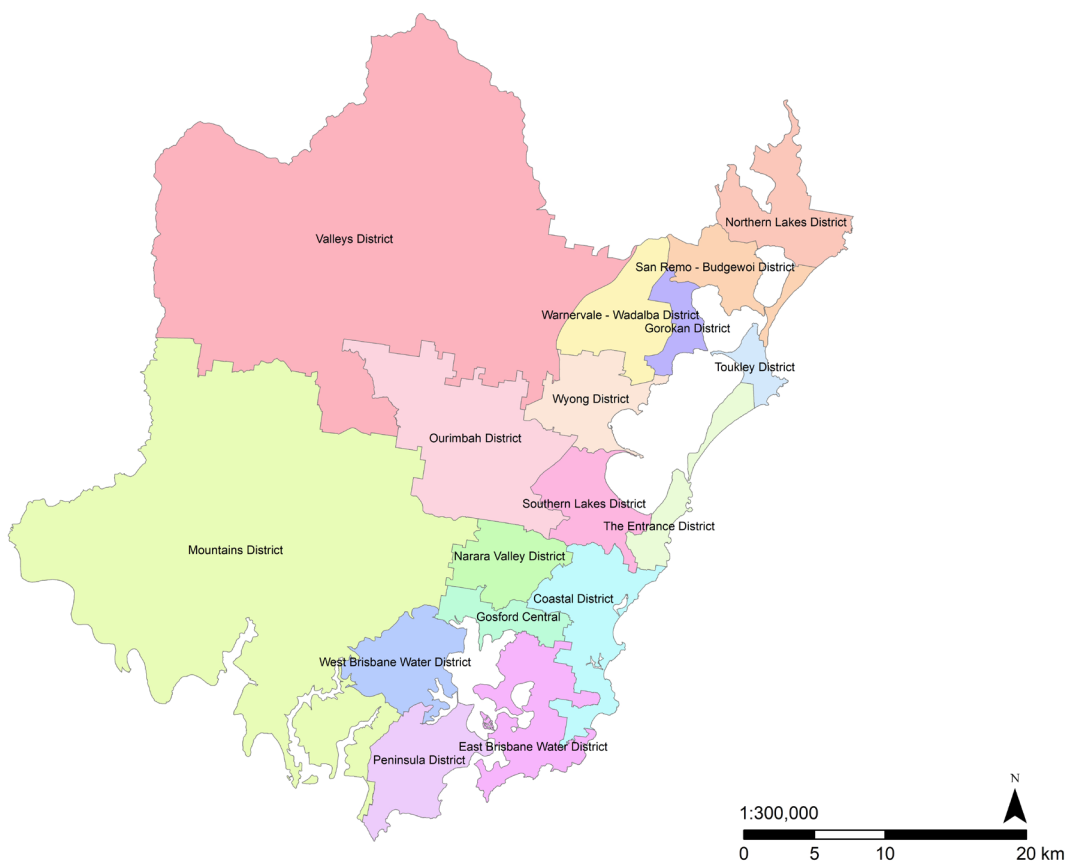 Northern Lakes District
Valleys District
San Remo - Budgewoi District
Warnervale - Wadalba District
Gorokan District
Toukley District
Wyong District
Ourimbah District
Southern Lakes District
The Entrance District
Mountains District
Narara Valley District
Coastal District
Gosford Central
West Brisbane Water District
East Brisbane Water District
Peninsula District
N
1:300,000
0 5 10 20 km